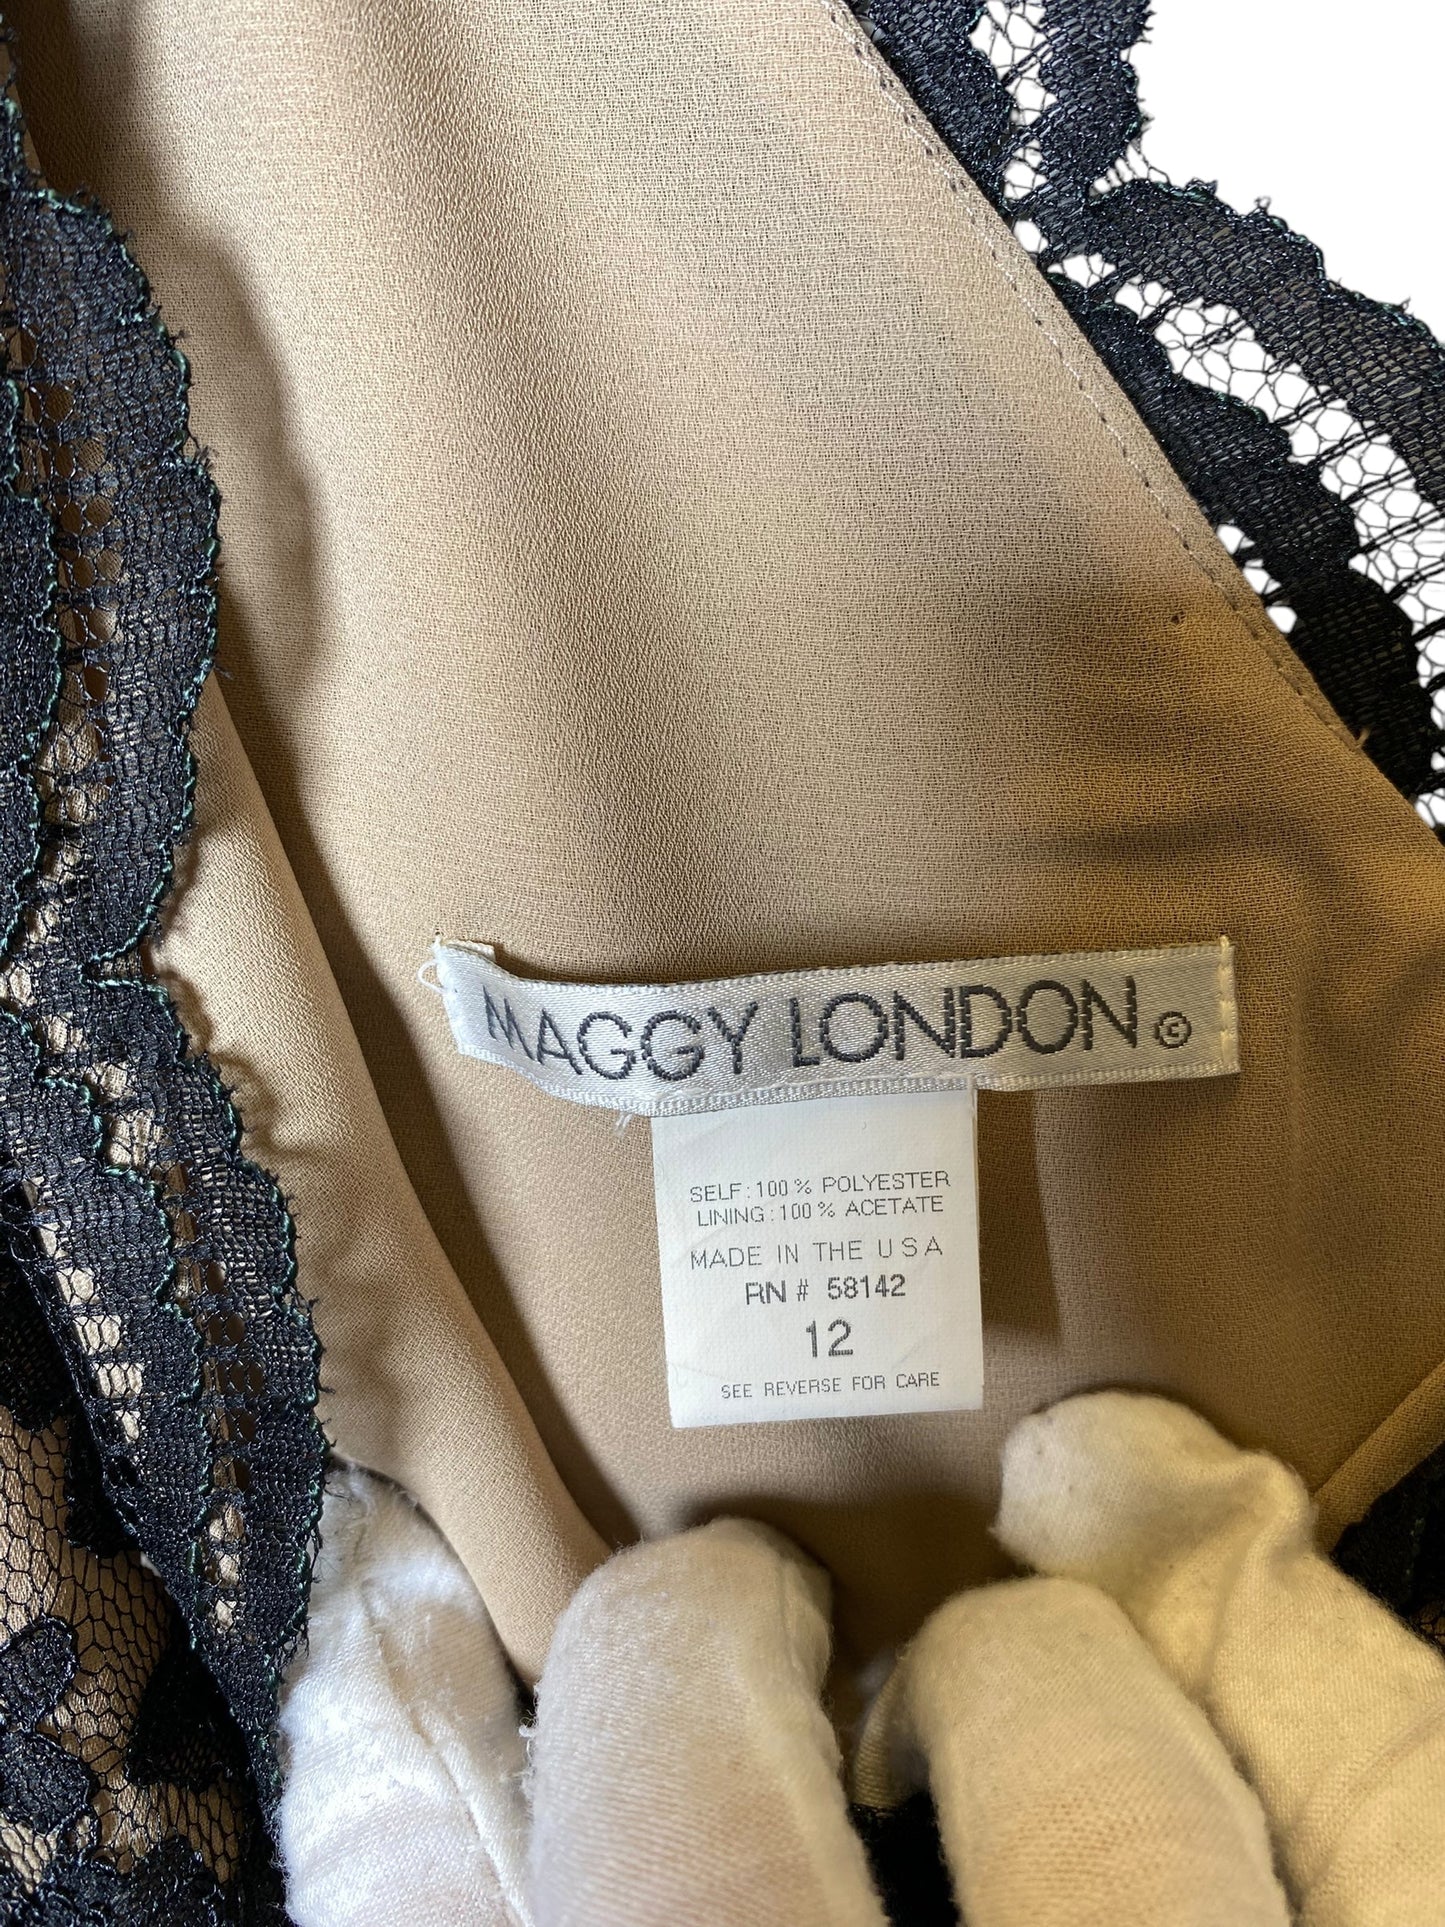 MAGGY LONDON ©
SELF: 100% POLYESTER
LINING: 100% ACETATE
MADE IN THE USA
RN # 58142
12
SEE REVERSE FOR CARE